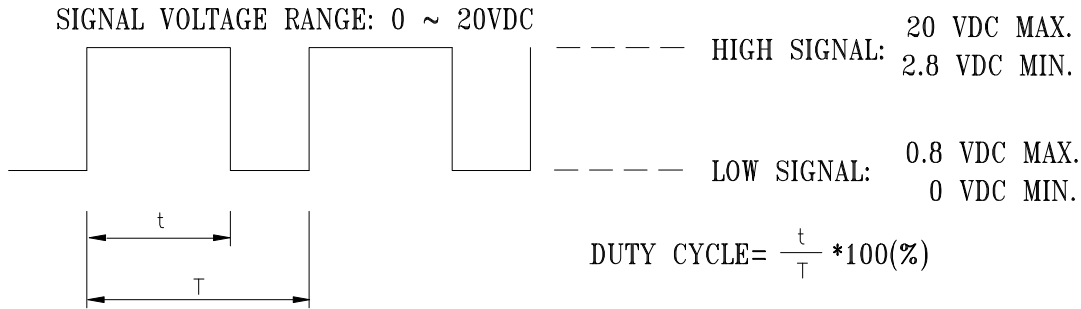 SIGNAL VOLTAGE RANGE: 0 ~ 20VDC
HIGH SIGNAL: 20 VDC MAX.
2.8 VDC MIN.
LOW SIGNAL: 0.8 VDC MAX.
0 VDC MIN.
t
T
DUTY CYCLE= t/T *100(%)